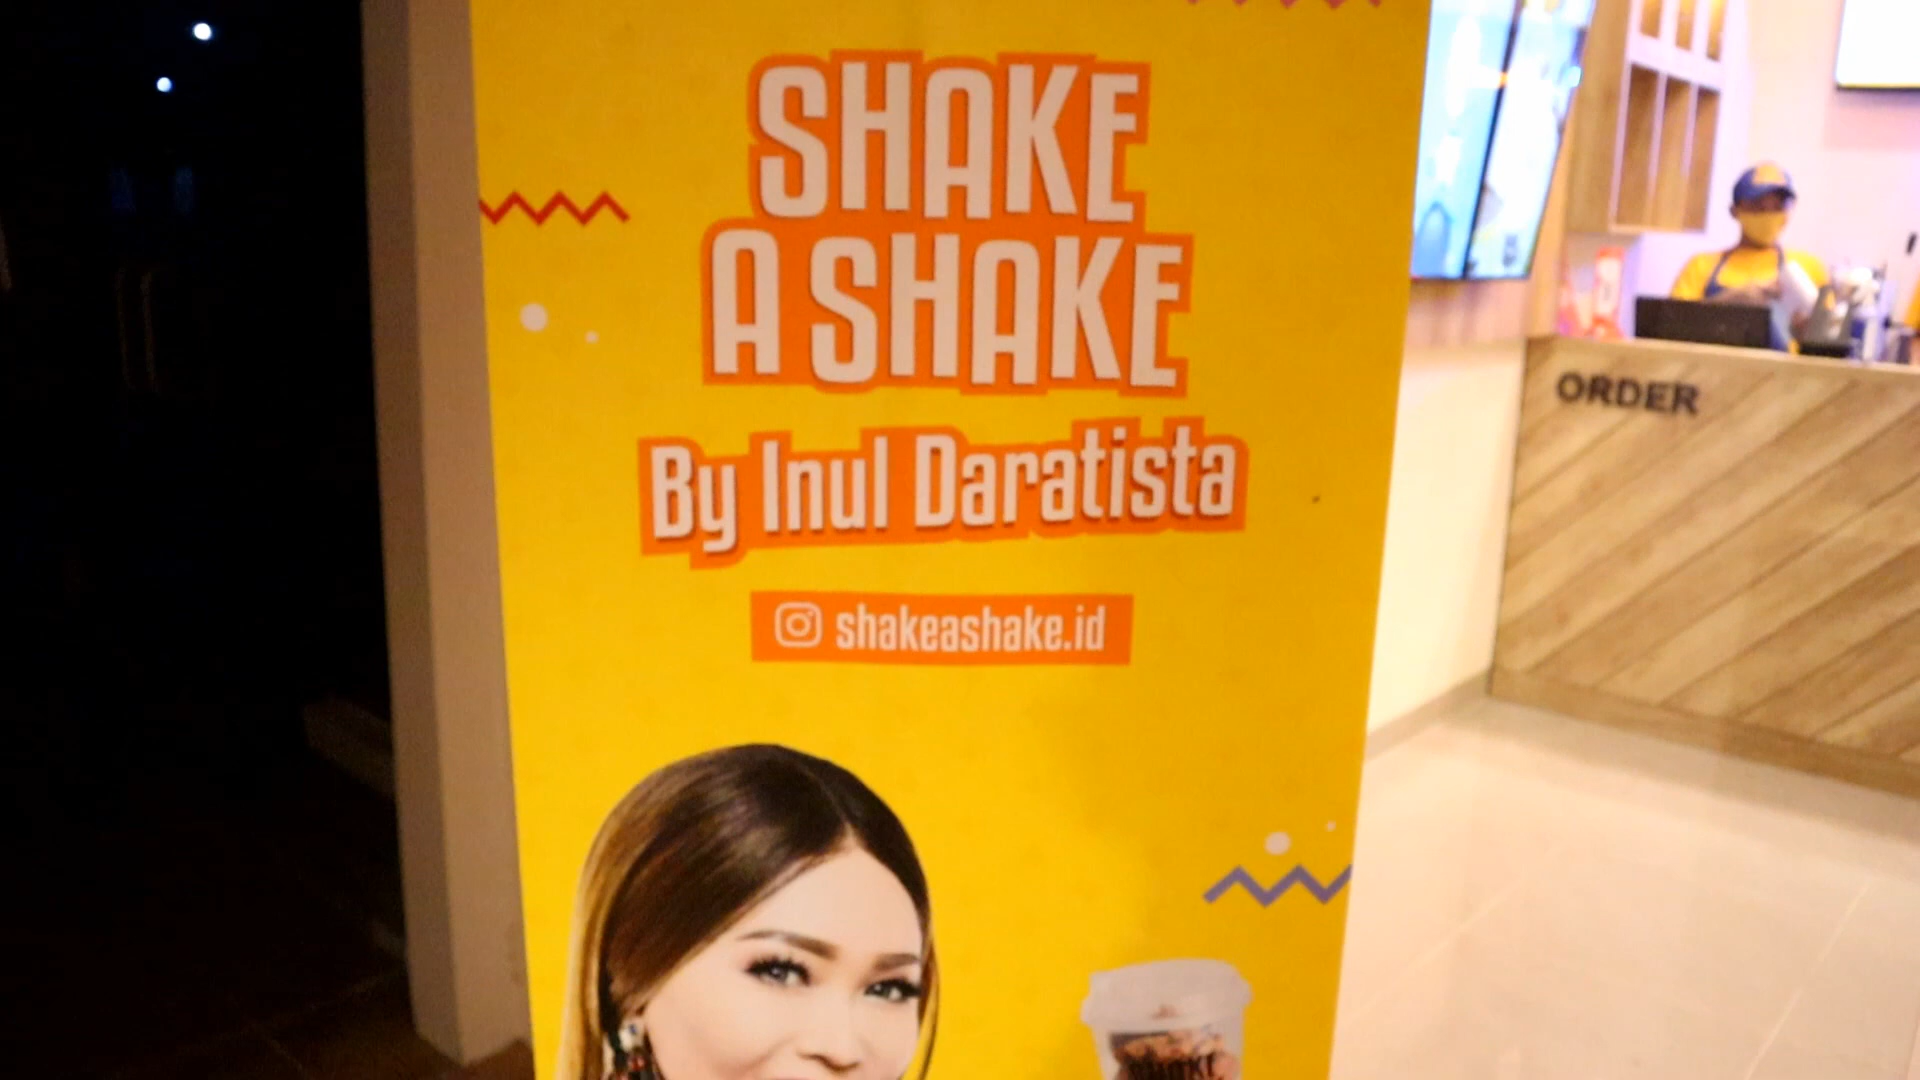 SHAKE
A SHAKE
By Inul Daratista
shakeashake.id
ORDER